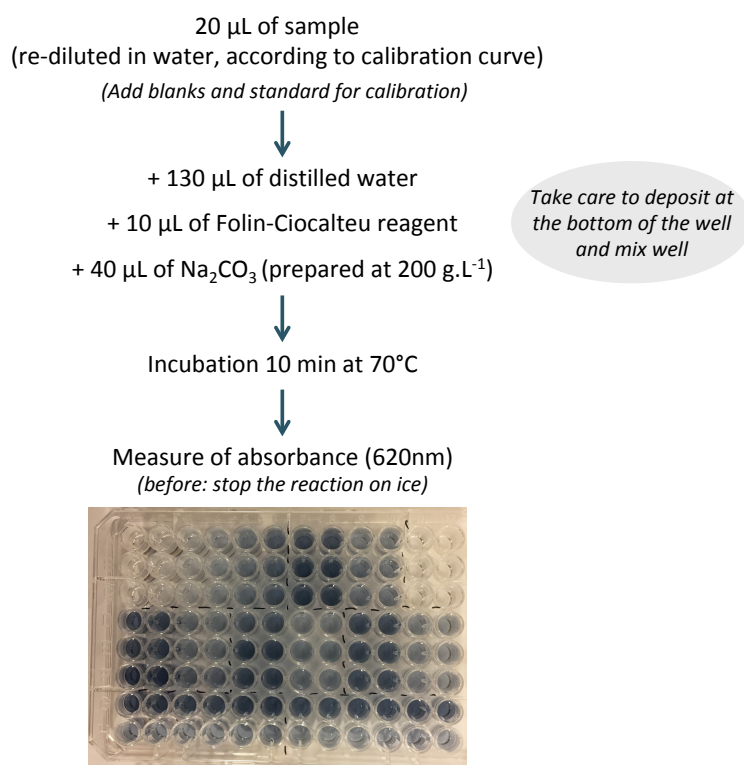 20 µL of sample
(re-diluted in water, according to calibration curve)
(Add blanks and standard for calibration)
+ 130 µL of distilled water
+ 10 µL of Folin-Ciocalteu reagent
+ 40 µL of Na₂CO₃ (prepared at 200 g.L⁻¹)
Take care to deposit at
the bottom of the well
and mix well
Incubation 10 min at 70°C
Measure of absorbance (620nm)
(before: stop the reaction on ice)